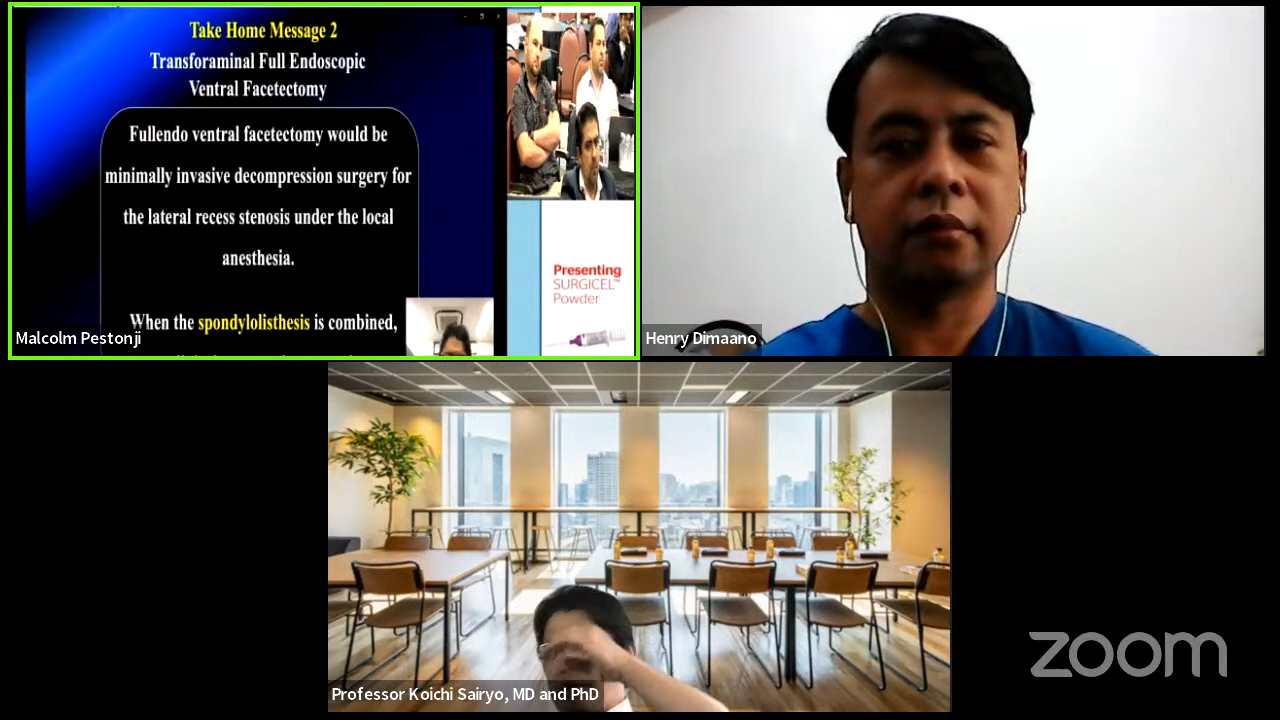 Take Home Message 2
Transforaminal Full Endoscopic
Ventral Facetectomy
Fullendo ventral facetectomy would be
minimally invasive decompression surgery for
the lateral recess stenosis under the local
anesthesia.
When the spondylolisthesis is combined,
Presenting
SURGICEL™
Powder
Malcolm Pestonji
Henry Dimaano
Professor Koichi Sairyo, MD and PhD
zoom